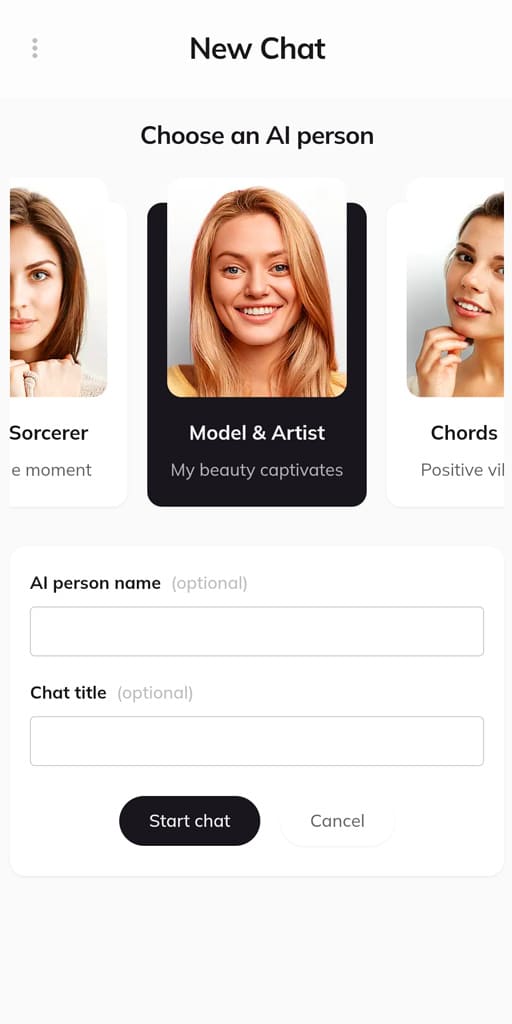 New Chat
Choose an AI person
Sorcerer
Model & Artist
Chords
e moment
My beauty captivates
Positive
AI person name (optional)
Chat title (optional)
Start chat
Cancel